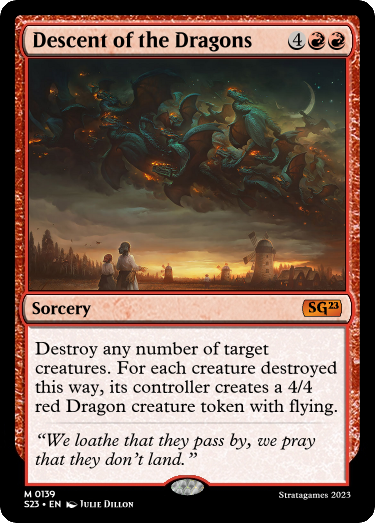 Descent of the Dragons 4
Sorcery SG23
Destroy any number of target
creatures. For each creature destroyed
this way, its controller creates a 4/4
red Dragon creature token with flying.
“We loathe that they pass by, we pray
that they don’t land.”
M 0139
S23 • EN JULIE DILLON
Stratagames 2023